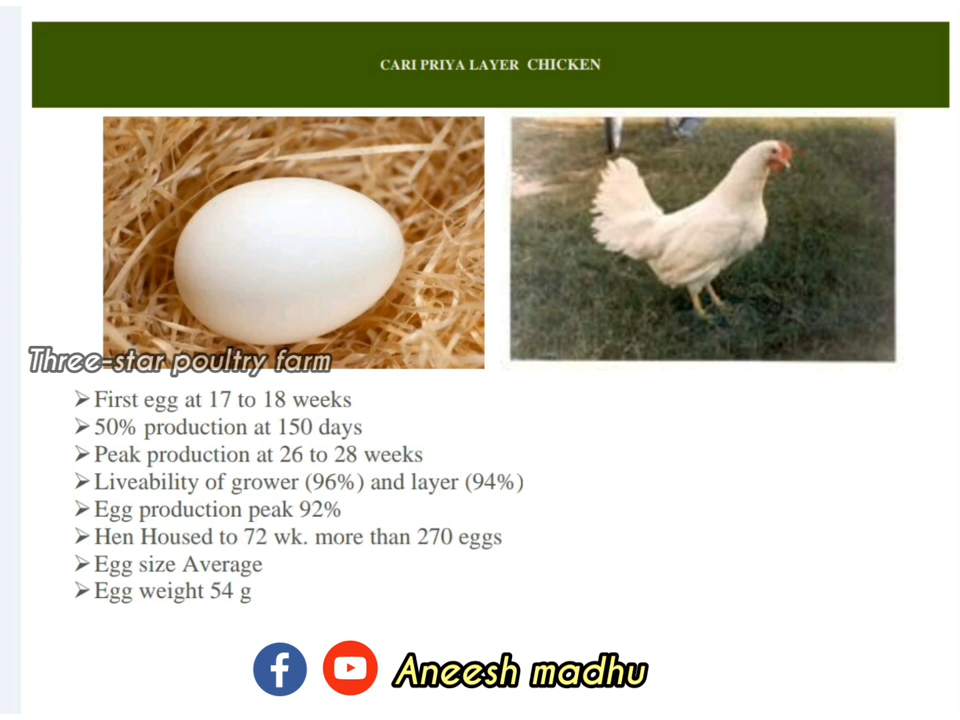 CARI PRIYA LAYER CHICKEN
Three-star poultry farm
➢First egg at 17 to 18 weeks
➢50% production at 150 days
➢Peak production at 26 to 28 weeks
➢Liveability of grower (96%) and layer (94%)
➢Egg production peak 92%
➢Hen Housed to 72 wk. more than 270 eggs
➢Egg size Average
➢Egg weight 54 g
Aneesh madhu